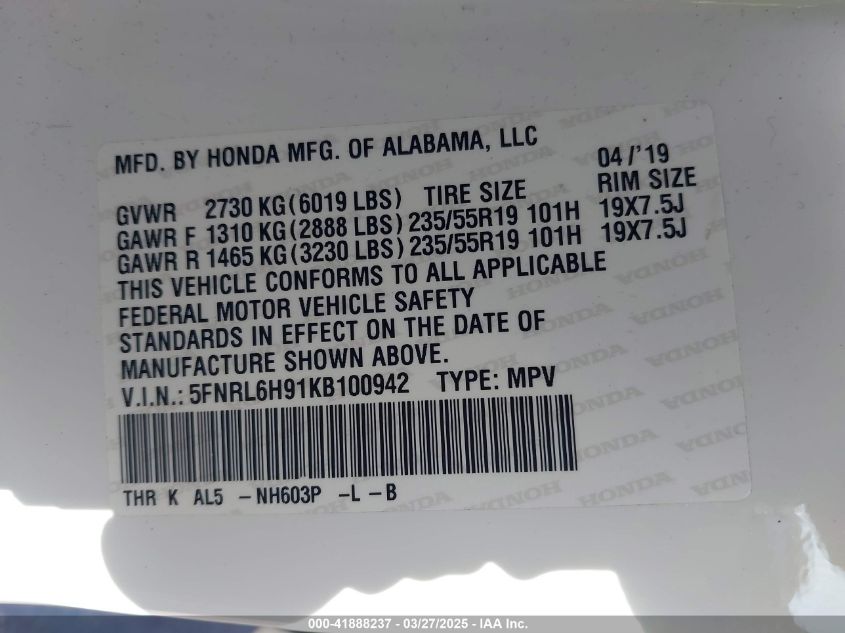 MFD. BY HONDA MFG. OF ALABAMA, LLC 04/'19
GVWR 2730 KG(6019 LBS) TIRE SIZE RIM SIZE
GAWR F 1310 KG(2888 LBS) 235/55R19 101H 19X7.5J
GAWR R 1465 KG(3230 LBS) 235/55R19 101H 19X7.5J
THIS VEHICLE CONFORMS TO ALL APPLICABLE
FEDERAL MOTOR VEHICLE SAFETY
STANDARDS IN EFFECT ON THE DATE OF
MANUFACTURE SHOWN ABOVE.
V.I.N.: 5FNRL6H91KB100942 TYPE: MPV
THR K AL5 -NH603P -L -B
000-41888237 - 03/27/2025 - IAA Inc.